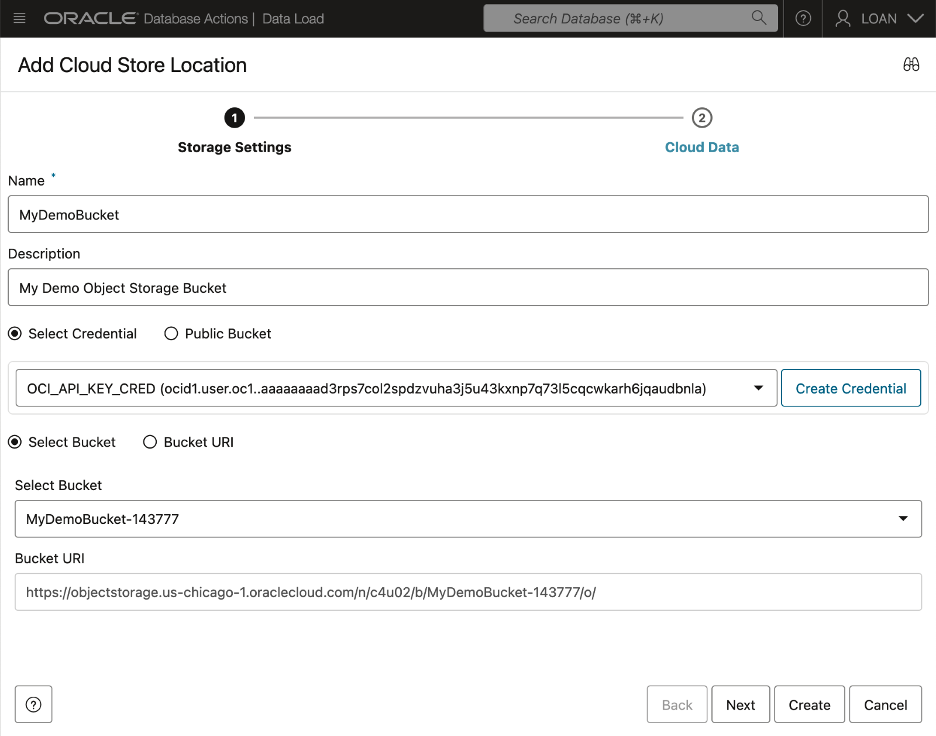 ORACLE Database Actions | Data Load
Search Database (⌘+K)
LOAN
Add Cloud Store Location
1
2
Storage Settings
Cloud Data
Name *
MyDemoBucket
Description
My Demo Object Storage Bucket
Select Credential
Public Bucket
OCI_API_KEY_CRED (ocid1.user.oc1..aaaaaaaad3rps7col2spdzvuha3j5u43kxnp7q73l5cqcwkarh6jqaudbnla)
Create Credential
Select Bucket
Bucket URI
Select Bucket
MyDemoBucket-143777
Bucket URI
https://objectstorage.us-chicago-1.oraclecloud.com/n/c4u02/b/MyDemoBucket-143777/o/
Back
Next
Create
Cancel